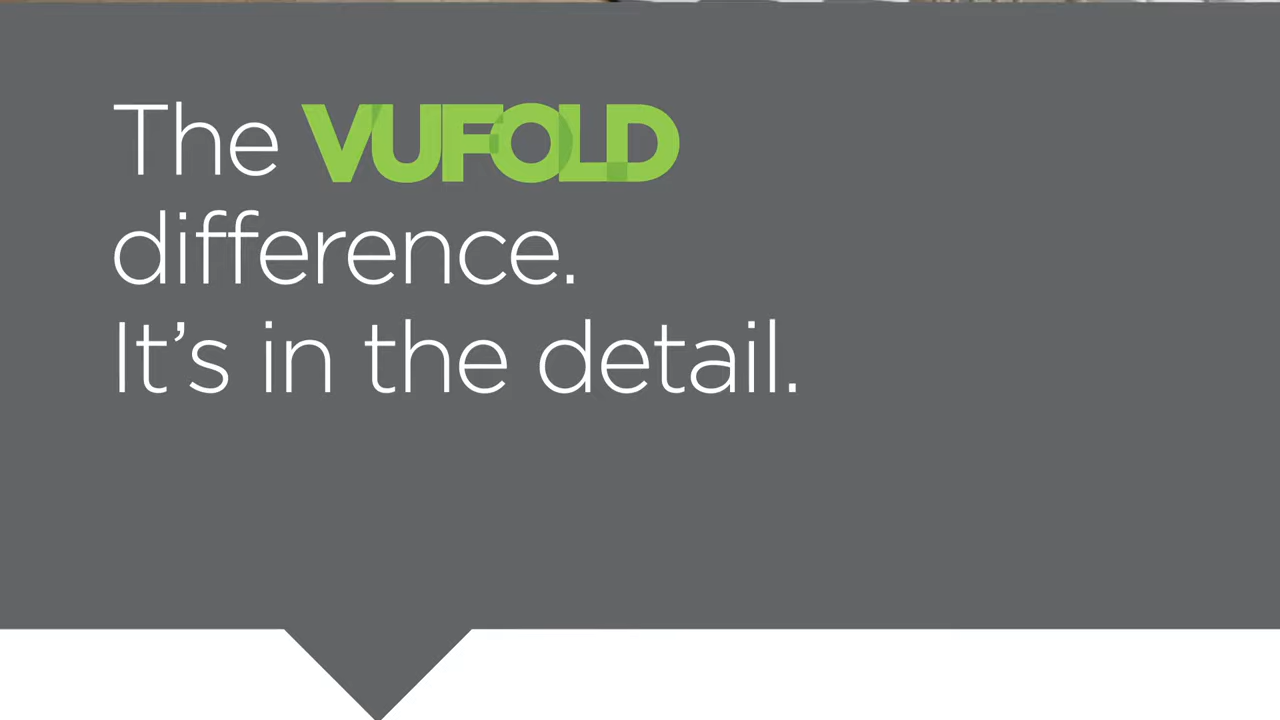 The VUFOLD
difference.
It’s in the detail.